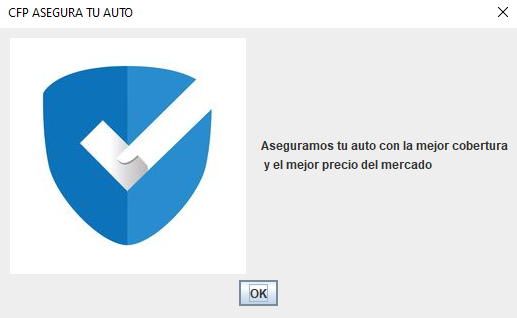 CFP ASEGURA TU AUTO
Aseguramos tu auto con la mejor cobertura
y el mejor precio del mercado
OK